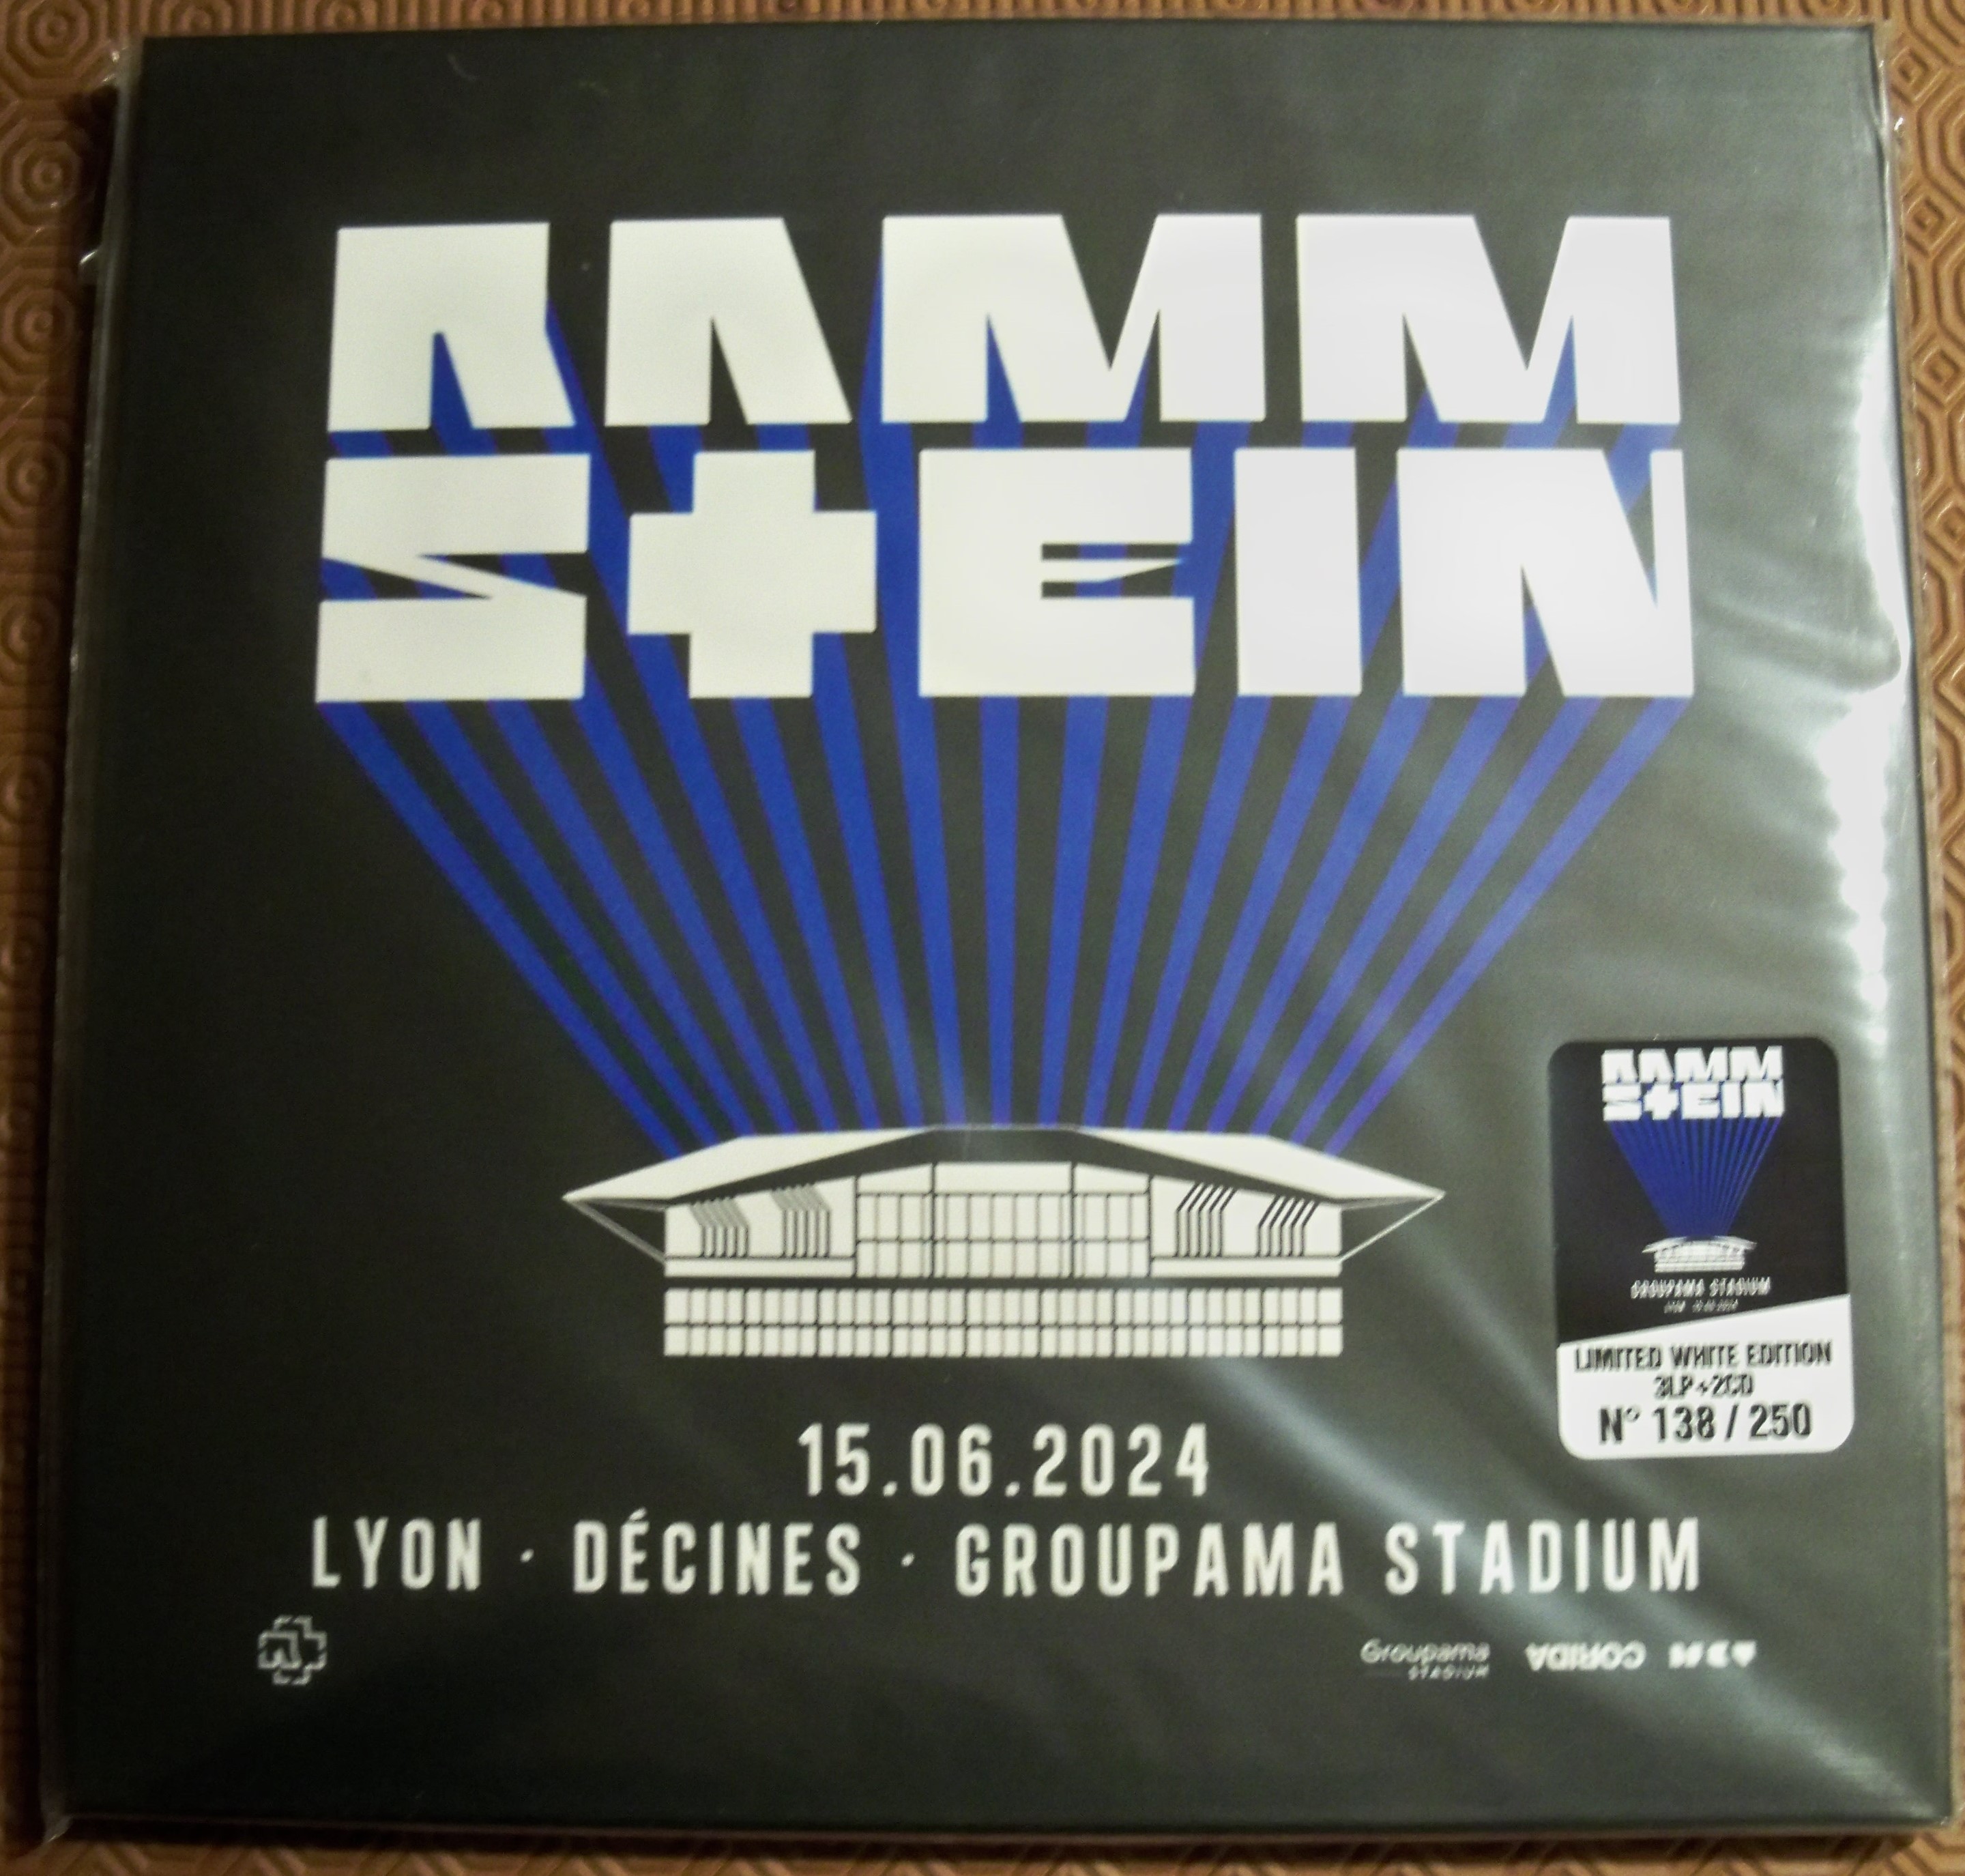 RAMM
STEIN
RAMM
STEIN
GROUPAMA STADIUM
LIMITED WHITE EDITION
3LP+2CD
N° 138 / 250
15.06.2024
LYON · DÉCINES · GROUPAMA STADIUM
Groupama
STADIUM
CORIDA